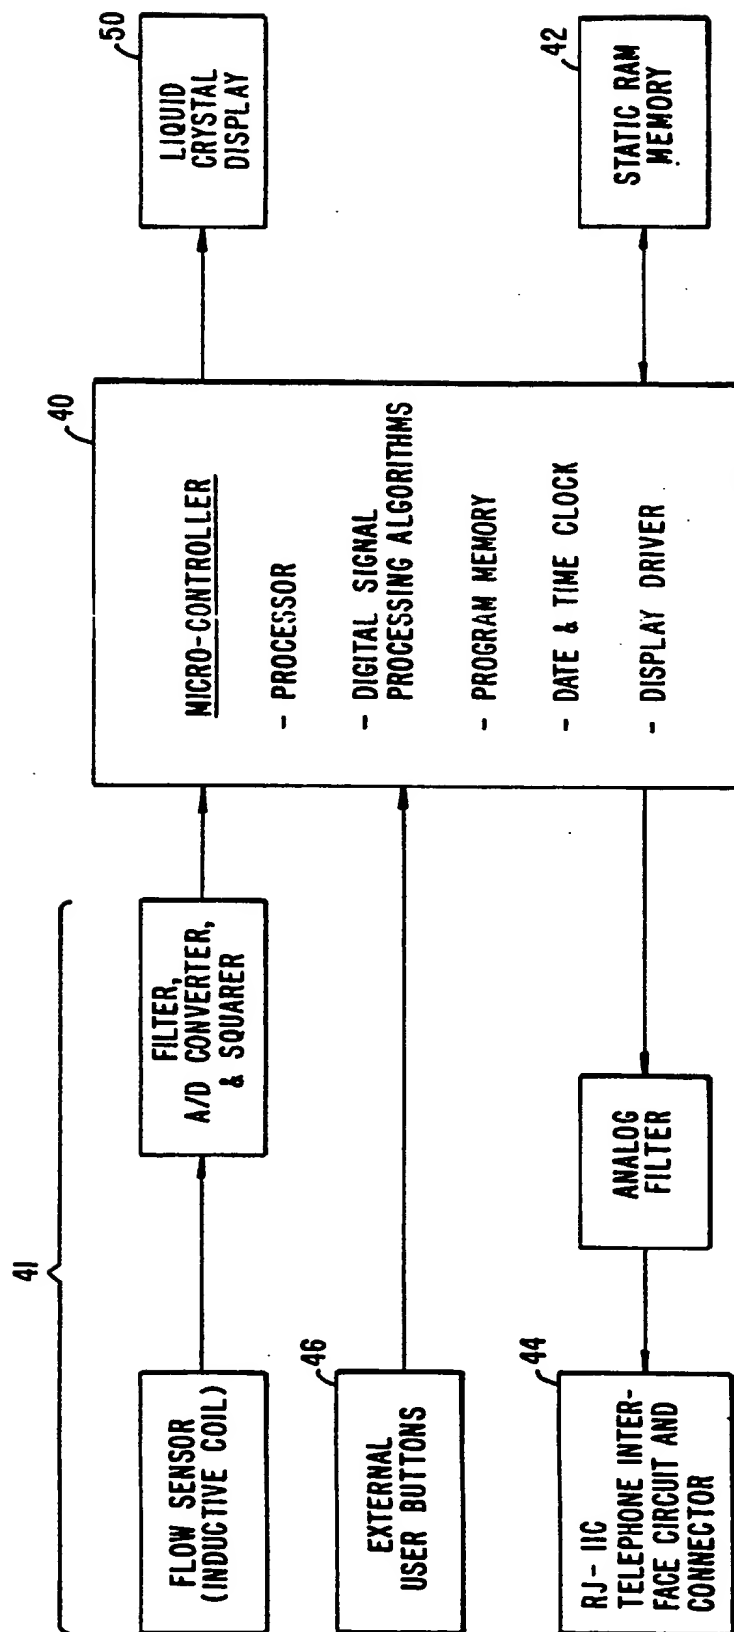 41
FLOW SENSOR
(INDUCTIVE COIL)
FILTER,
A/D CONVERTER,
& SQUARER
46
EXTERNAL
USER BUTTONS
44
RJ-11C
TELEPHONE INTER-
FACE CIRCUIT AND
CONNECTOR
ANALOG
FILTER
40
MICRO-CONTROLLER
- PROCESSOR
- DIGITAL SIGNAL
PROCESSING ALGORITHMS
- PROGRAM MEMORY
- DATE & TIME CLOCK
- DISPLAY DRIVER
50
LIQUID
CRYSTAL
DISPLAY
42
STATIC RAM
MEMORY